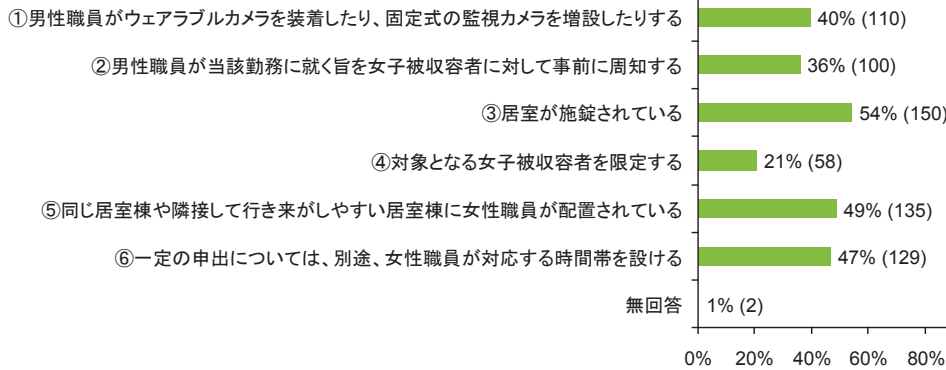 ①男性職員がウェアラブルカメラを装着したり、固定式の監視カメラを増設したりする 40% (110)
②男性職員が当該勤務に就く旨を女子被収容者に対して事前に周知する 36% (100)
③居室が施錠されている 54% (150)
④対象となる女子被収容者を限定する 21% (58)
⑤同じ居室棟や隣接して行き来がしやすい居室棟に女性職員が配置されている 49% (135)
⑥一定の申出については、別途、女性職員が対応する時間帯を設ける 47% (129)
無回答 1% (2)
0% 20% 40% 60% 80%